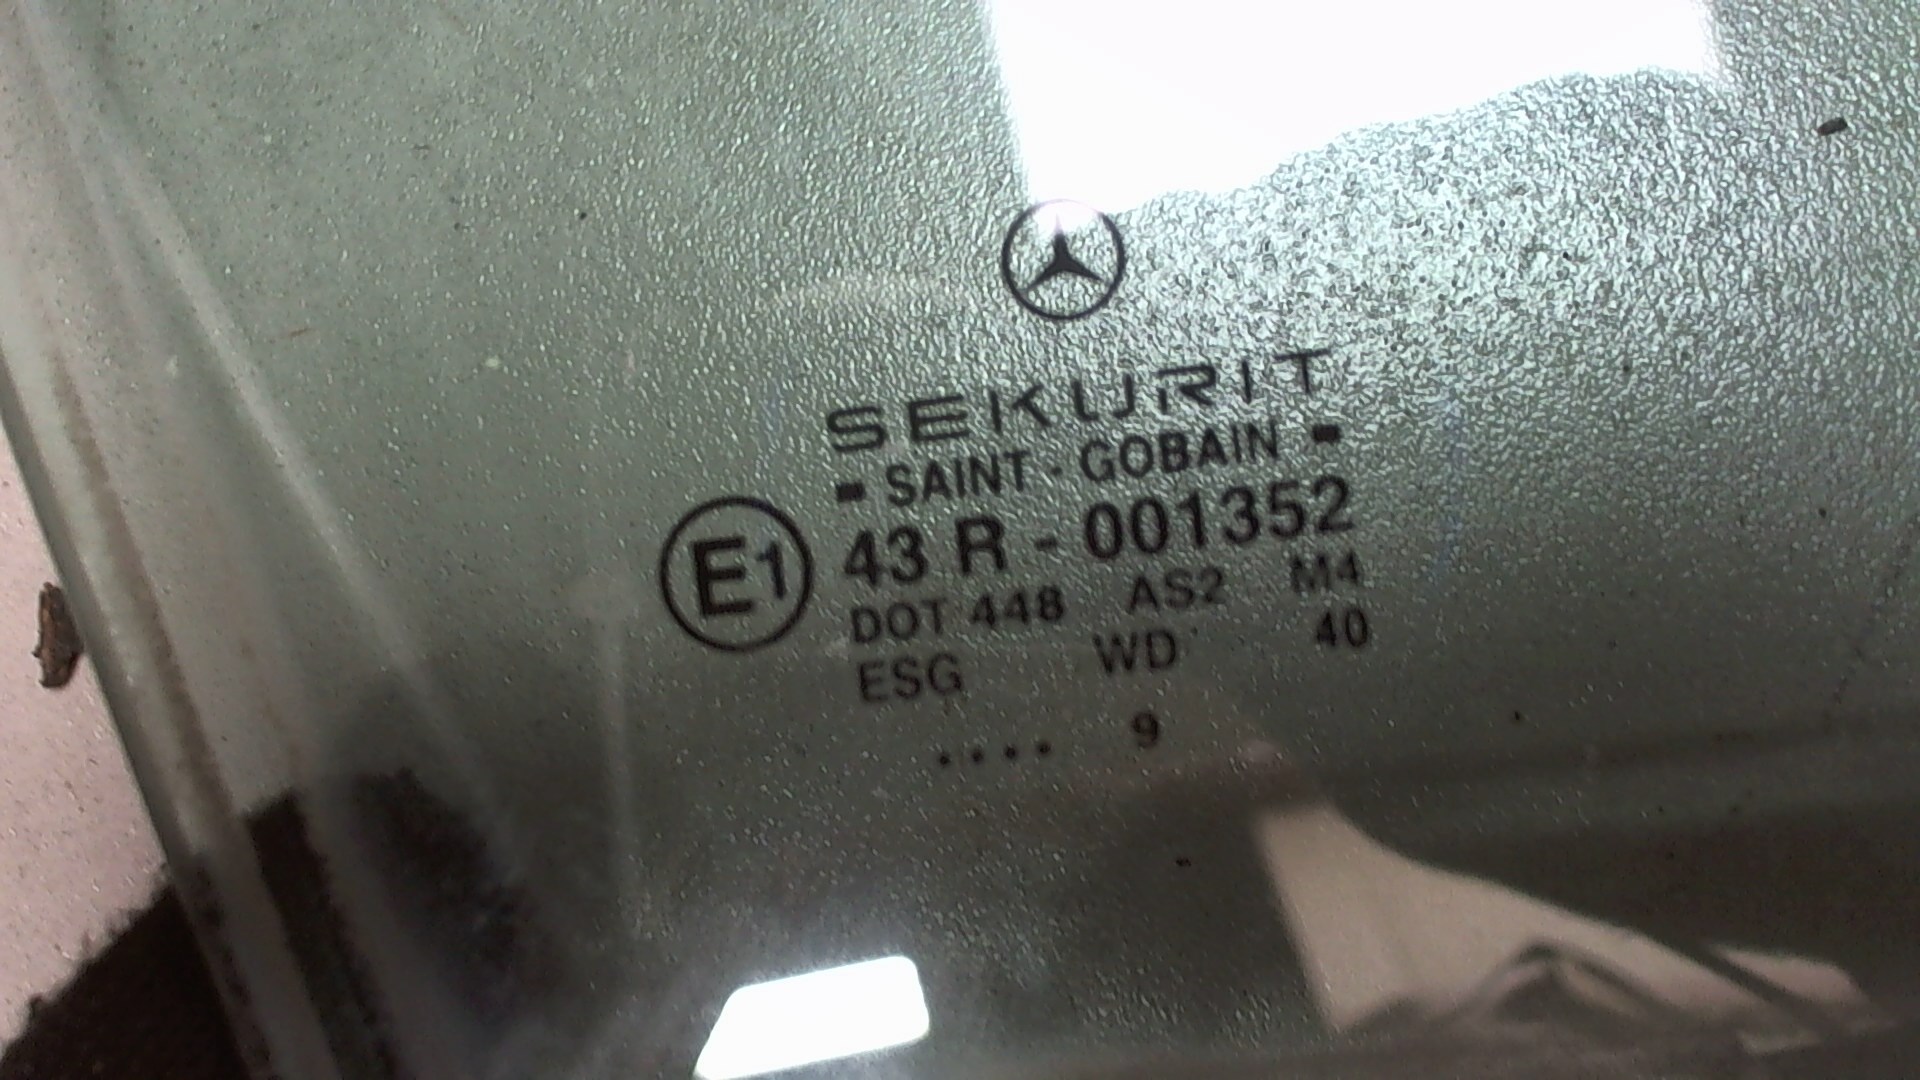 SEKURIT
- SAINT - GOBAIN -
E1 43 R - 001352
DOT 448 AS2 M4
ESG WD 40
.... 9